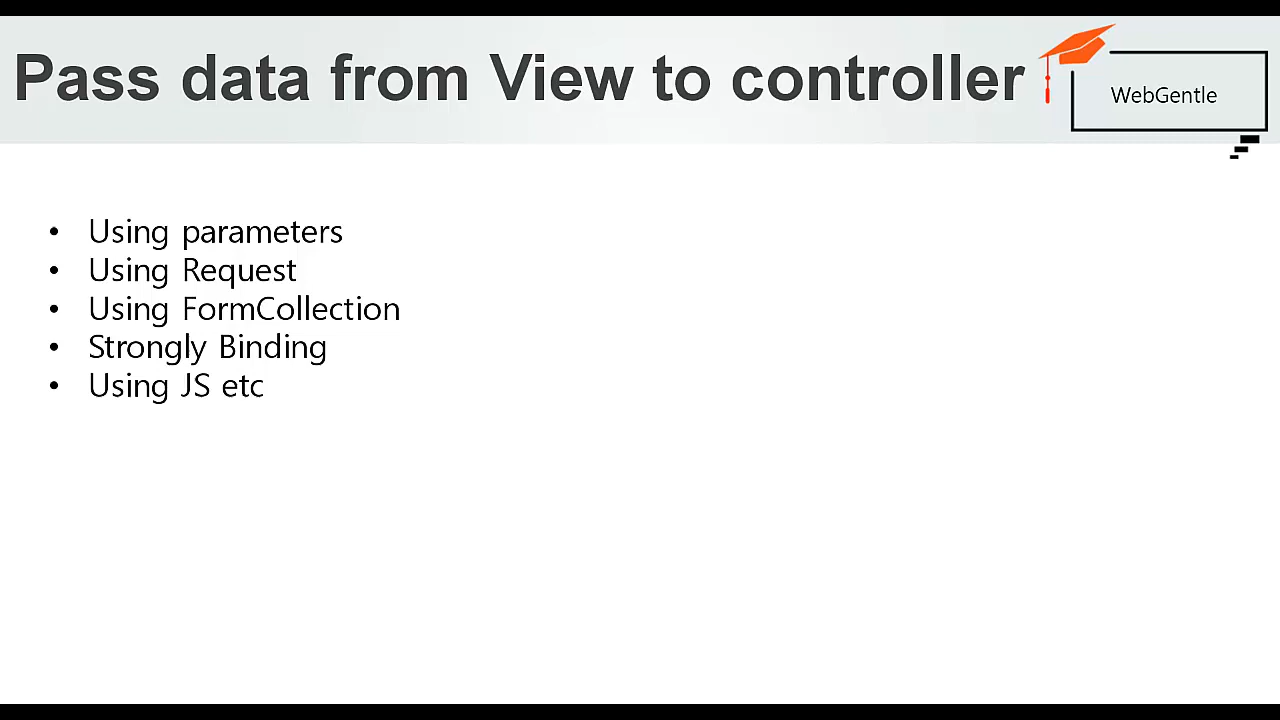 Pass data from View to controller
WebGentle
• Using parameters
• Using Request
• Using FormCollection
• Strongly Binding
• Using JS etc